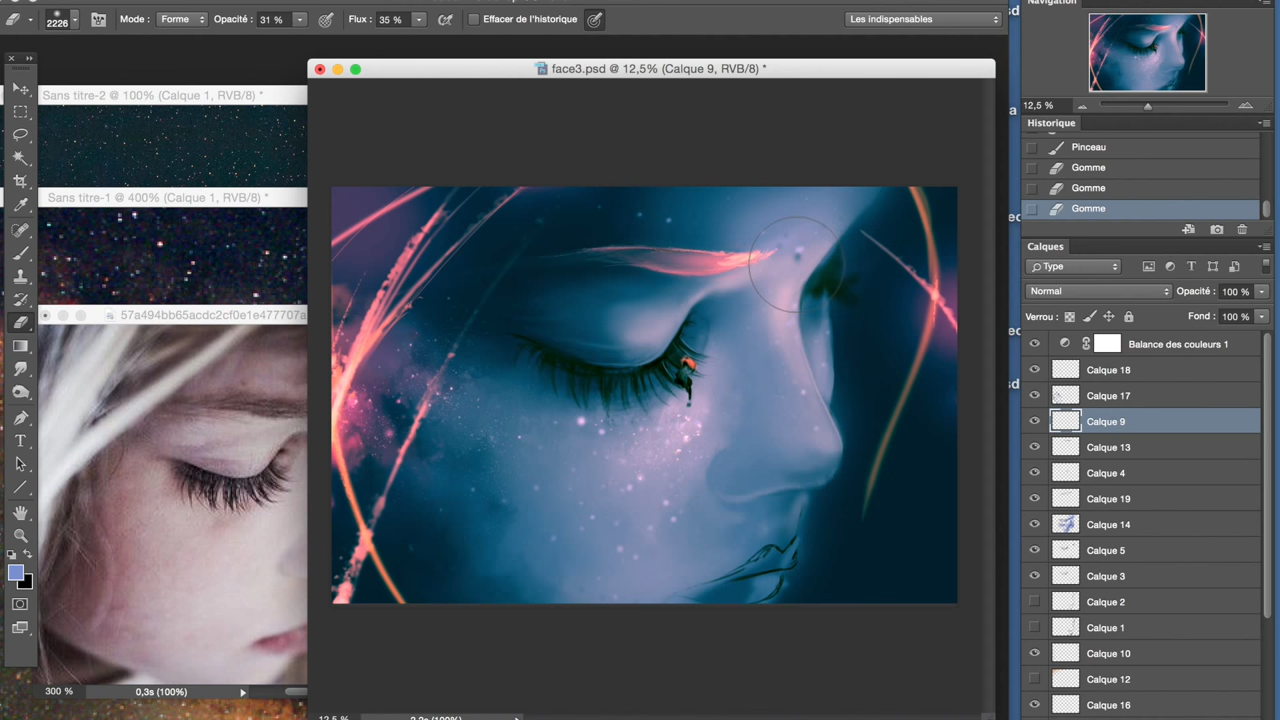 2226
Mode :
Forme
Opacité :
31 %
Flux :
35 %
Effacer de l'historique
Les indispensables
Navigation
12,5 %
Historique
Pinceau
Gomme
Gomme
Gomme
Calques
Type
Normal
Opacité :
100 %
Verrou :
Fond :
100 %
Balance des couleurs 1
Calque 18
Calque 17
Calque 9
Calque 13
Calque 4
Calque 19
Calque 14
Calque 5
Calque 3
Calque 2
Calque 1
Calque 10
Calque 12
Calque 16
face3.psd @ 12,5% (Calque 9, RVB/8) *
Sans titre-2 @ 100% (Calque 1, RVB/8) *
Sans titre-1 @ 400% (Calque 1, RVB/8) *
57a494bb65acdc2cf0e1e477707a
300 %
0,3s (100%)
12,5 %